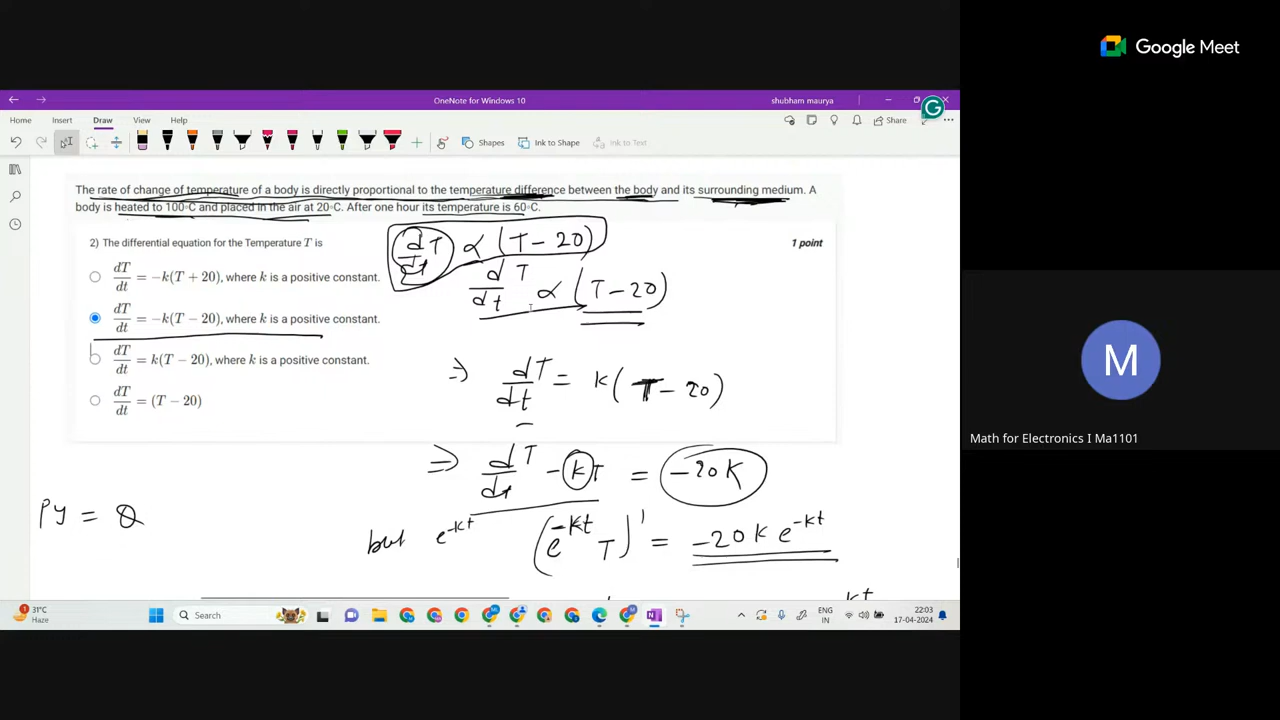 Google Meet
OneNote for Windows 10
shubham maurya
Home Insert Draw View Help
Share
Shapes Ink to Shape Ink to Text
The rate of change of temperature of a body is directly proportional to the temperature difference between the body and its surrounding medium. A
body is heated to 100◦C and placed in the air at 20◦C. After one hour its temperature is 60◦C.
2) The differential equation for the Temperature T is
1 point
dT/dt ∝ (T - 20)
dT/dt = −k(T + 20), where k is a positive constant.
dT/dt ∝ (T - 20)
dT/dt = −k(T − 20), where k is a positive constant.
dT/dt = k(T − 20), where k is a positive constant.
⇒ dT/dt = k(T - 20)
dT/dt = (T − 20)
⇒ dT/dt - kT = -20k
Py = Q
but e^-kt (e^-kt T)' = -20k e^-kt
kt
M
Math for Electronics I Ma1101
1
31°C
Haze
Search
ENG
IN
22:03
17-04-2024